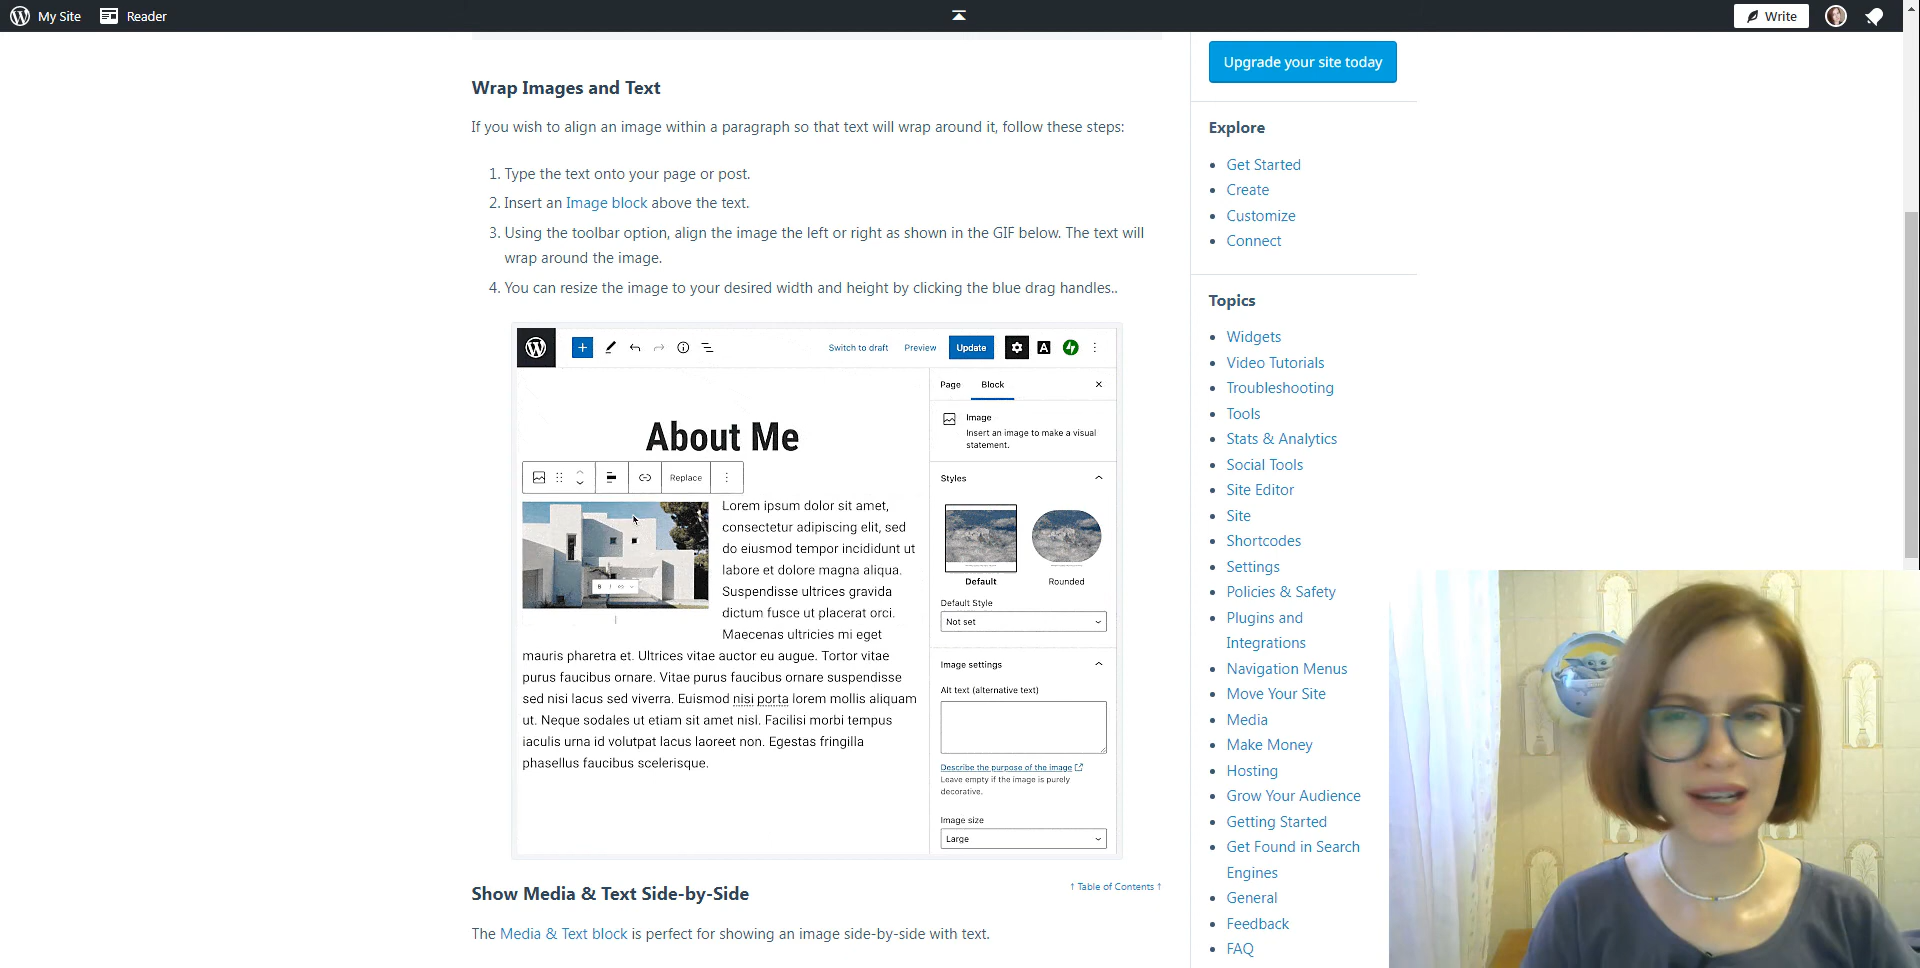 My Site
Reader
Write
Upgrade your site today
Wrap Images and Text
If you wish to align an image within a paragraph so that text will wrap around it, follow these steps:
1. Type the text onto your page or post.
2. Insert an Image block above the text.
3. Using the toolbar option, align the image the left or right as shown in the GIF below. The text will
wrap around the image.
4. You can resize the image to your desired width and height by clicking the blue drag handles..
Switch to draft
Preview
Update
A
Page
Block
Image
Insert an image to make a visual
statement.
About Me
Replace
Styles
Default
Rounded
Default Style
Not set
Image settings
Alt text (alternative text)
Describe the purpose of the image
Leave empty if the image is purely
decorative.
Image size
Large
Lorem ipsum dolor sit amet,
consectetur adipiscing elit, sed
do eiusmod tempor incididunt ut
labore et dolore magna aliqua.
Suspendisse ultrices gravida
dictum fusce ut placerat orci.
Maecenas ultricies mi eget
mauris pharetra et. Ultrices vitae auctor eu augue. Tortor vitae
purus faucibus ornare. Vitae purus faucibus ornare suspendisse
sed nisi lacus sed viverra. Euismod nisi porta lorem mollis aliquam
ut. Neque sodales ut etiam sit amet nisl. Facilisi morbi tempus
iaculis urna id volutpat lacus laoreet non. Egestas fringilla
phasellus faucibus scelerisque.
↑ Table of Contents ↑
Show Media & Text Side-by-Side
The Media & Text block is perfect for showing an image side-by-side with text.
Explore
Get Started
Create
Customize
Connect
Topics
Widgets
Video Tutorials
Troubleshooting
Tools
Stats & Analytics
Social Tools
Site Editor
Site
Shortcodes
Settings
Policies & Safety
Plugins and
Integrations
Navigation Menus
Move Your Site
Media
Make Money
Hosting
Grow Your Audience
Getting Started
Get Found in Search
Engines
General
Feedback
FAQ